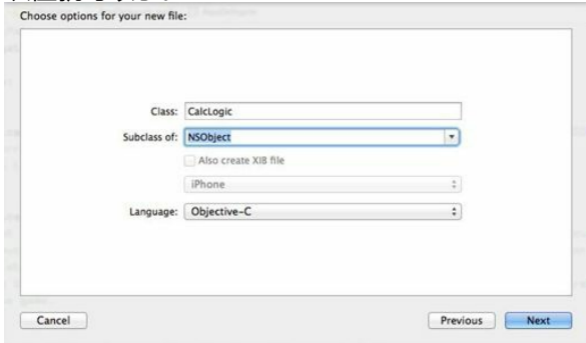 Choose options for your new file:
Class: CalcLogic
Subclass of: NSObject
Also create XIB file
iPhone
Language: Objective-C
Cancel Previous Next